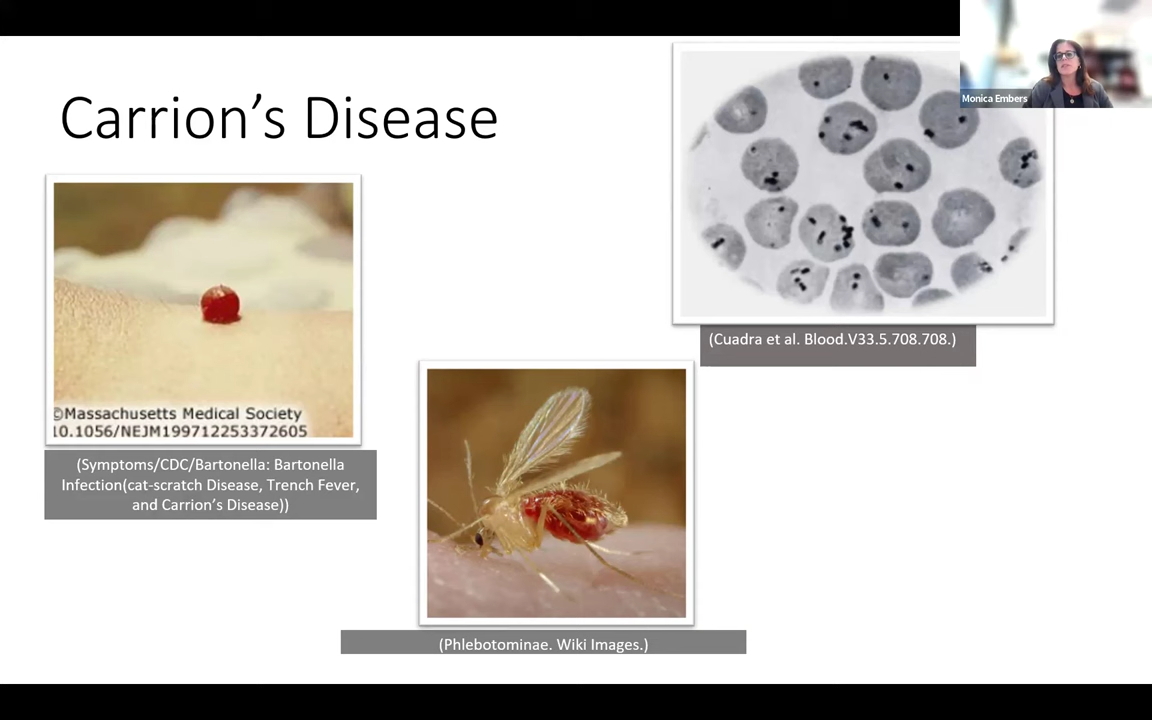 Monica Embers
Carrion’s Disease
(Cuadra et al. Blood.V33.5.708.708.)
©Massachusetts Medical Society
10.1056/NEJM199712253372605
(Symptoms/CDC/Bartonella: Bartonella
Infection(cat-scratch Disease, Trench Fever,
and Carrion’s Disease))
(Phlebotominae. Wiki Images.)